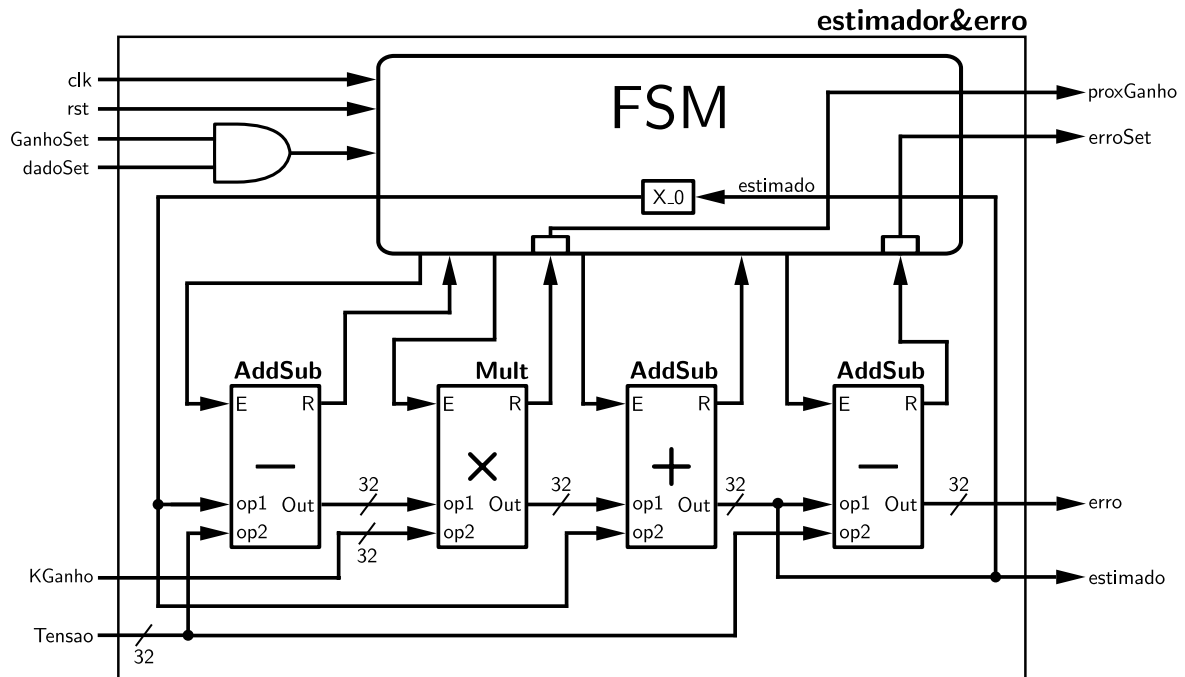 estimador&erro
clk
rst
GanhoSet
dadoSet
FSM
proxGanho
erroSet
estimado
X_0
AddSub
E R
−
op1 Out
op2
32
32
Mult
E R
×
op1 Out
op2
32
AddSub
E R
+
op1 Out
op2
32
AddSub
E R
−
op1 Out
op2
32
erro
estimado
KGanho
Tensao
32